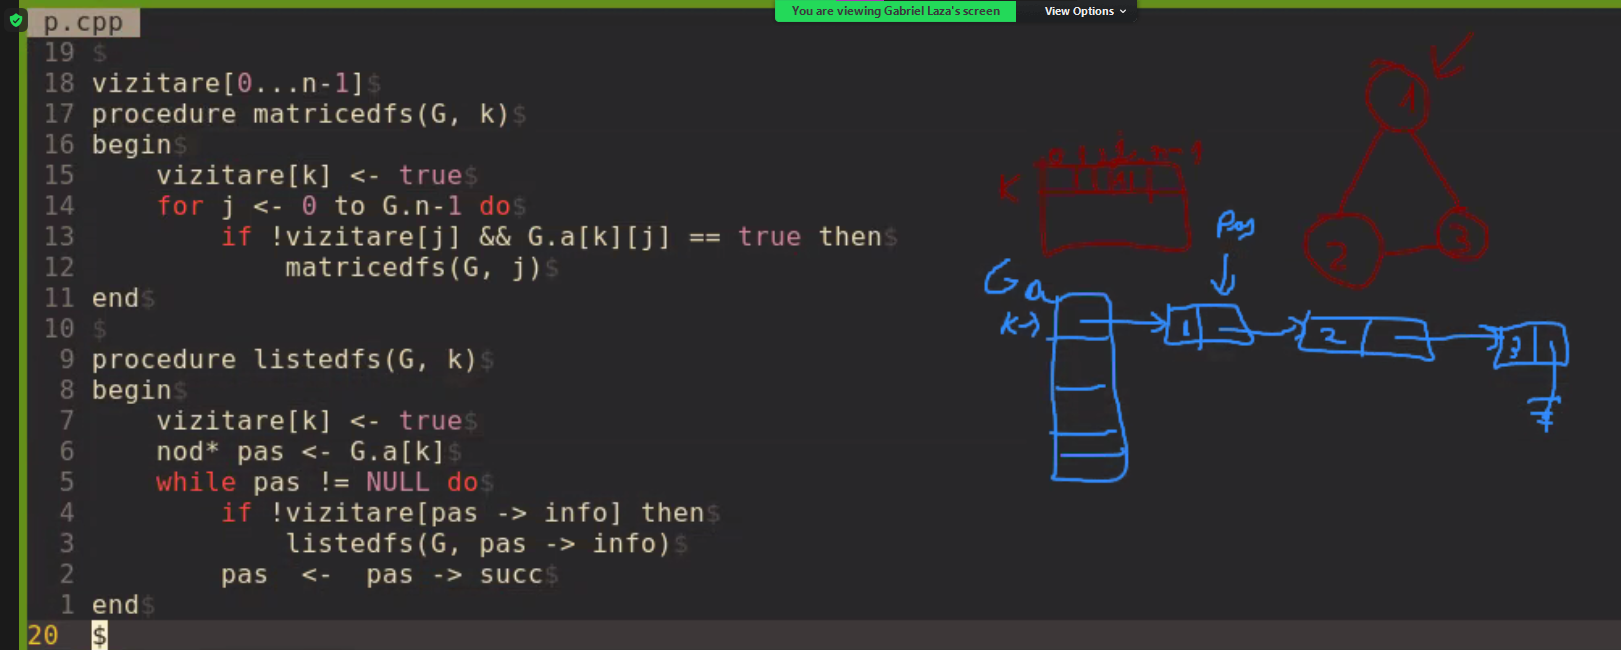 You are viewing Gabriel Laza's screen View Options
p.cpp
19 $
18 vizitare[0...n-1]$
17 procedure matricedfs(G, k)$
16 begin$
15 vizitare[k] <- true$
14 for j <- 0 to G.n-1 do$
13 if !vizitare[j] && G.a[k][j] == true then$
12 matricedfs(G, j)$
11 end$
10 $
9 procedure listedfs(G, k)$
8 begin$
7 vizitare[k] <- true$
6 nod* pas <- G.a[k]$
5 while pas != NULL do$
4 if !vizitare[pas -> info] then$
3 listedfs(G, pas -> info)$
2 pas <- pas -> succ$
1 end$
20 $
1
2 3
K
pas
G a
K→
1 2 3